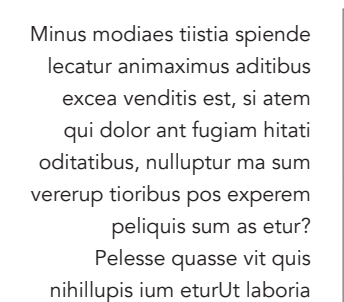 Minus modiaes tiistia spiende
lecatur animaximus aditibus
excea venditis est, si atem
qui dolor ant fugiam hitati
oditatibus, nulluptur ma sum
vererup tioribus pos experem
peliquis sum as etur?
Pelesse quasse vit quis
nihillupis ium eturUt laboria